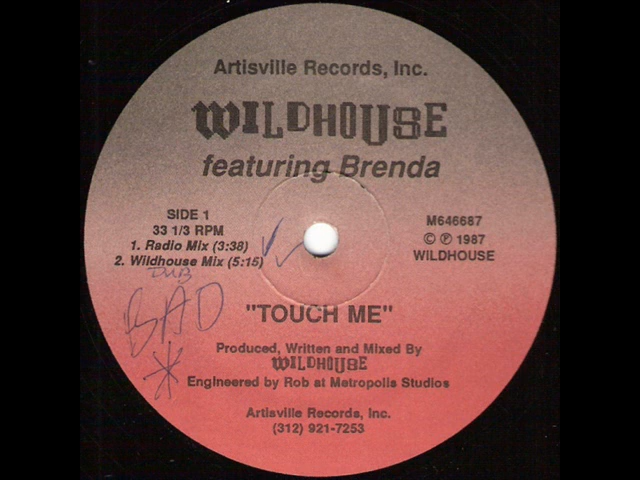 Artisville Records, Inc.
WILDHOUSE
featuring Brenda
SIDE 1
33 1/3 RPM
1. Radio Mix (3:38)
2. Wildhouse Mix (5:15)
DUB
BAD
*
M646687
© ℗ 1987
WILDHOUSE
"TOUCH ME"
Produced, Written and Mixed By
WILDHOUSE
Engineered by Rob at Metropolis Studios
Artisville Records, Inc.
(312) 921-7253